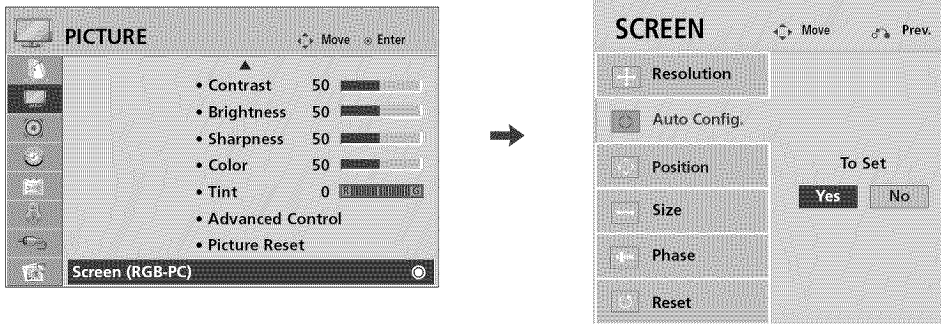 PICTURE
Move Enter
• Contrast 50
• Brightness 50
• Sharpness 50
• Color 50
• Tint 0 R G
• Advanced Control
• Picture Reset
Screen (RGB-PC)
SCREEN
Move Prev.
Resolution
Auto Config.
Position
Size
Phase
Reset
To Set
Yes No